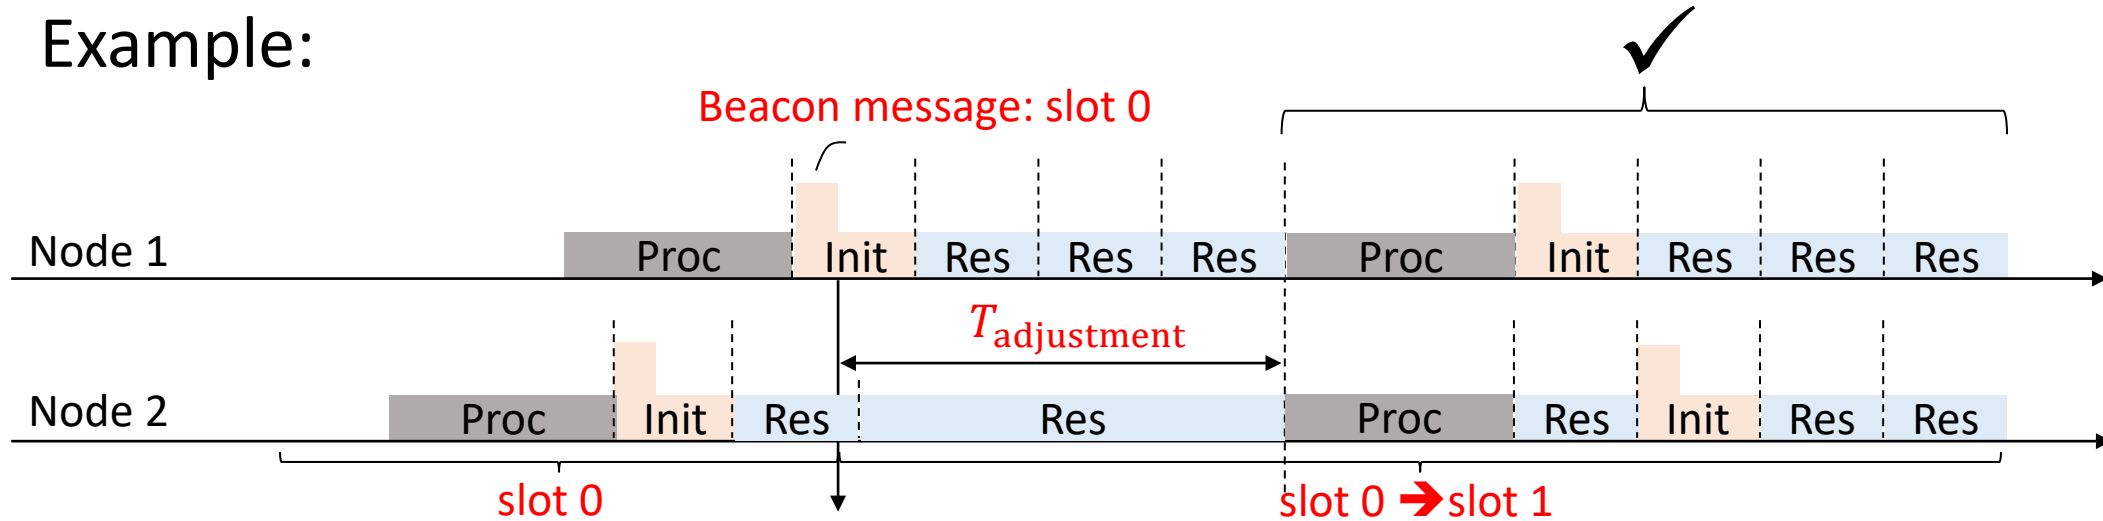 Example:
Beacon message: slot 0
Node 1 Proc Init Res Res Res Proc Init Res Res Res
T_adjustment
Node 2 Proc Init Res Res Proc Res Init Res Res
slot 0 slot 0 ➔ slot 1